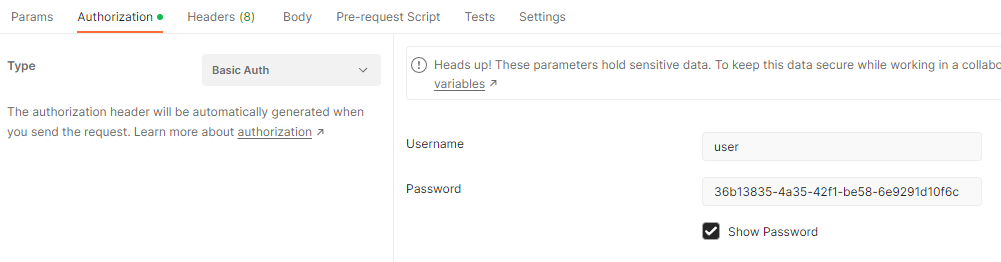 Params Authorization Headers (8) Body Pre-request Script Tests Settings
Type
Basic Auth
The authorization header will be automatically generated when
you send the request. Learn more about authorization ↗
Heads up! These parameters hold sensitive data. To keep this data secure while working in a collabo
variables ↗
Username
user
Password
36b13835-4a35-42f1-be58-6e9291d10f6c
Show Password